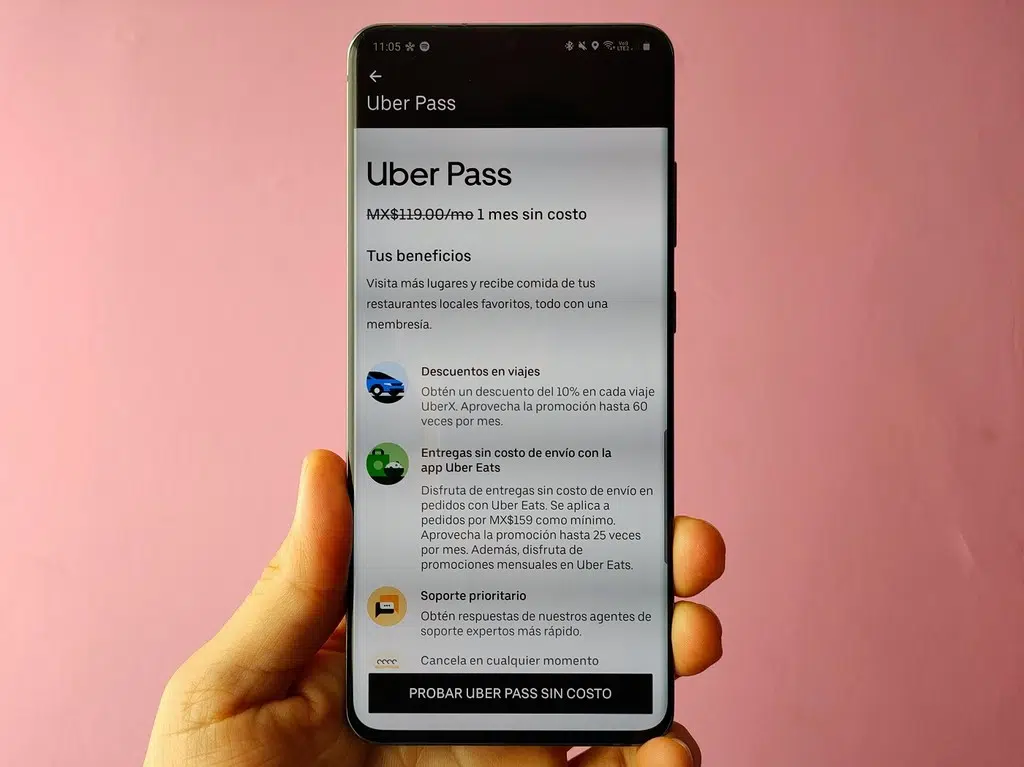 11:05
Uber Pass
Uber Pass
MX$119.00/mo 1 mes sin costo
Tus beneficios
Visita más lugares y recibe comida de tus
restaurantes locales favoritos, todo con una
membresía.
Descuentos en viajes
Obtén un descuento del 10% en cada viaje
UberX. Aprovecha la promoción hasta 60
veces por mes.
Entregas sin costo de envío con la
app Uber Eats
Disfruta de entregas sin costo de envío en
pedidos con Uber Eats. Se aplica a
pedidos por MX$159 como mínimo.
Aprovecha la promoción hasta 25 veces
por mes. Además, disfruta de
promociones mensuales en Uber Eats.
Soporte prioritario
Obtén respuestas de nuestros agentes de
soporte expertos más rápido.
Cancela en cualquier momento
PROBAR UBER PASS SIN COSTO